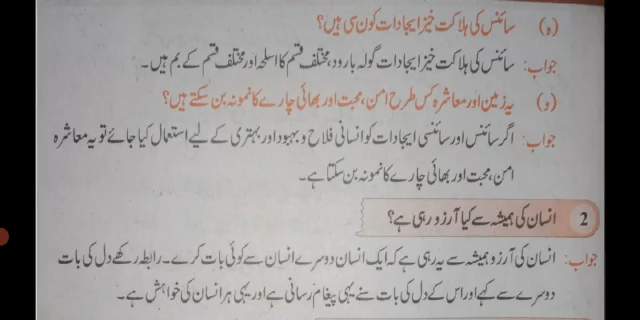 (ہ) سائنس کی ہلاکت خیز ایجادات کون سی ہیں؟
جواب: سائنس کی ہلاکت خیز ایجادات گولہ بارود، مختلف قسم کا اسلحہ اور مختلف قسم کے بم ہیں۔
(و) یہ زمین اور معاشرہ کس طرح امن، محبت اور بھائی چارے کا نمونہ بن سکتے ہیں؟
جواب: اگر سائنس اور سائنسی ایجادات کو انسانی فلاح و بہبود اور بہتری کے لیے استعمال کیا جائے تو یہ معاشرہ
امن، محبت اور بھائی چارے کا نمونہ بن سکتا ہے۔
2 انسان کی ہمیشہ سے کیا آرزو رہی ہے؟
جواب: انسان کی آرزو ہمیشہ سے یہ رہی ہے کہ ایک انسان دوسرے انسان سے کوئی بات کرے۔ رابطہ رکھے دل کی بات
دوسرے سے کہے اور اس کے دل کی بات سنے یہی پیغام رسانی ہے اور یہی ہر انسان کی خواہش ہے۔